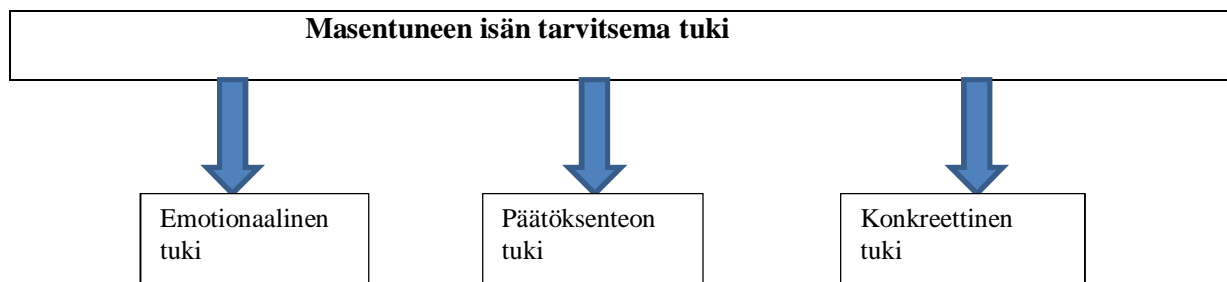 Masentuneen isän tarvitsema tuki
Emotionaalinen
tuki
Päätöksenteon
tuki
Konkreettinen
tuki